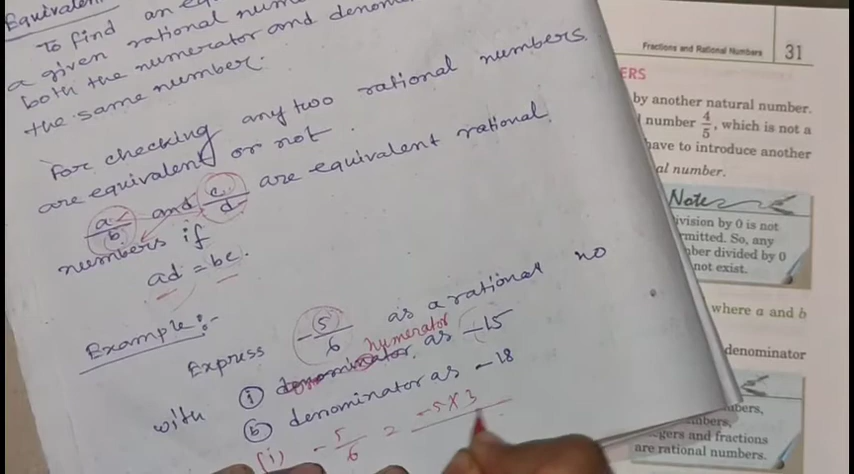 Equivalen
To find an eq
a given rational num
both the numerator and denom
the same number.
For checking any two rational numbers
are equivalent or not.
a/b and c/d are equivalent rational
numbers if
ad = bc.
Example:-
Express -5/6 as a rational no
with (i) denominator numerator as -15
(b) denominator as -18
(i) -5/6 = -5×3
Fractions and Rational Numbers 31
ERS
by another natural number.
number 4/5, which is not a
have to introduce another
al number.
Note
ivision by 0 is not
rmitted. So, any
ber divided by 0
not exist.
where a and b
denominator
mbers,
mbers,
egers and fractions
are rational numbers.